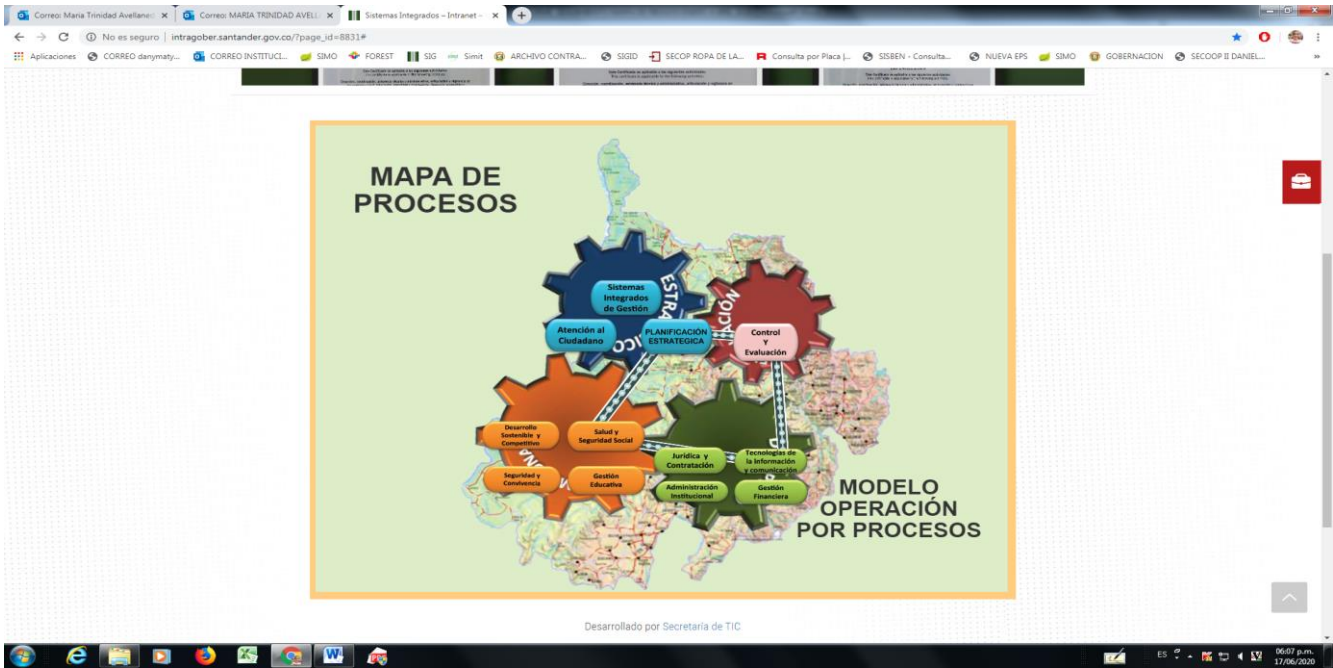 Correo: Maria Trinidad Avellane
Correo: MARIA TRINIDAD AVELL
Sistemas Integrados – Intranet –
No es seguro | intragober.santander.gov.co/?page_id=8831#
Aplicaciones
CORREO danymaty...
CORREO INSTITUCI...
SIMO
FOREST
SIG
Simit
ARCHIVO CONTRA...
SIGID
SECOP ROPA DE LA...
Consulta por Placa |...
SISBEN - Consulta...
NUEVA EPS
SIMO
GOBERNACION
SECOOP II DANIEL...
»
MAPA DE
PROCESOS
Sistemas
Integrados
de Gestión
Atención al
Ciudadano
PLANIFICACIÓN
ESTRATEGICA
Control
Y
Evaluación
Desarrollo
Sostenible y
Competitivo
Salud y
Seguridad Social
Seguridad y
Convivencia
Gestión
Educativa
Jurídica y
Contratación
Tecnologías de
la información
y comunicación
Administración
Institucional
Gestión
Financiera
MODELO
OPERACIÓN
POR PROCESOS
Desarrollado por Secretaría de TIC
ES
06:07 p.m.
17/06/2020